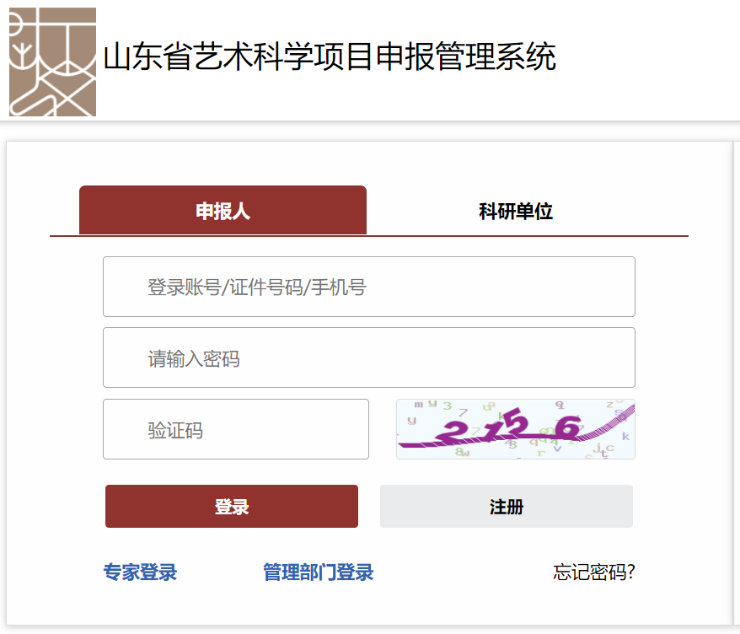 山东省艺术科学项目申报管理系统
申报人
科研单位
登录账号/证件号码/手机号
请输入密码
验证码
2156
登录
注册
专家登录
管理部门登录
忘记密码?